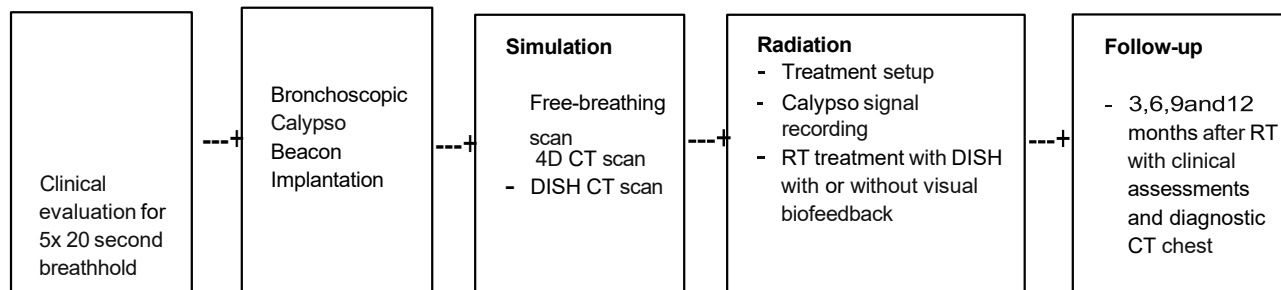 Clinical
evaluation for
5x 20 second
breathhold
---+
Bronchoscopic
Calypso
Beacon
Implantation
---+
Simulation
Free-breathing
scan
4D CT scan
- DISH CT scan
---+
Radiation
- Treatment setup
- Calypso signal
recording
- RT treatment with DISH
with or without visual
biofeedback
---+
Follow-up
- 3,6,9and12
months after RT
with clinical
assessments
and diagnostic
CT chest